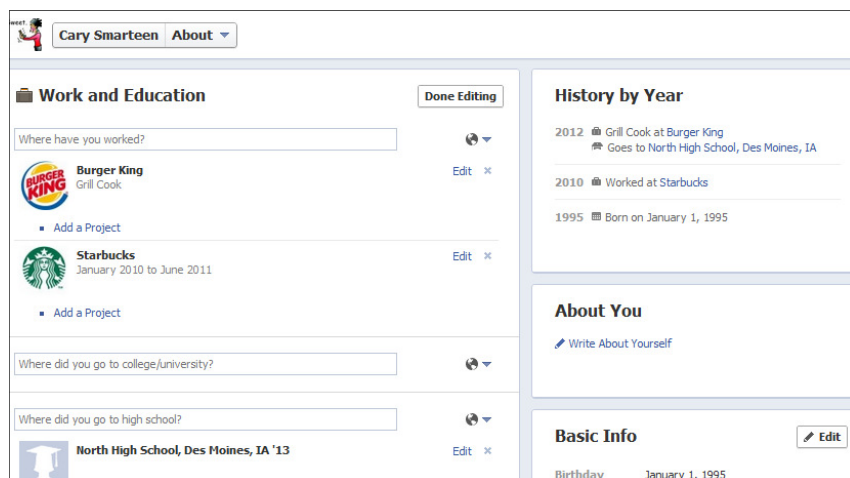 weet.
Cary Smarteen About
Work and Education
Done Editing
Where have you worked?
BURGER KING
Burger King
Grill Cook
Edit ×
Add a Project
Starbucks
January 2010 to June 2011
Edit ×
Add a Project
Where did you go to college/university?
Where did you go to high school?
North High School, Des Moines, IA '13
Edit ×
History by Year
2012 Grill Cook at Burger King
Goes to North High School, Des Moines, IA
2010 Worked at Starbucks
1995 Born on January 1, 1995
About You
Write About Yourself
Basic Info
Edit
Birthday January 1, 1995